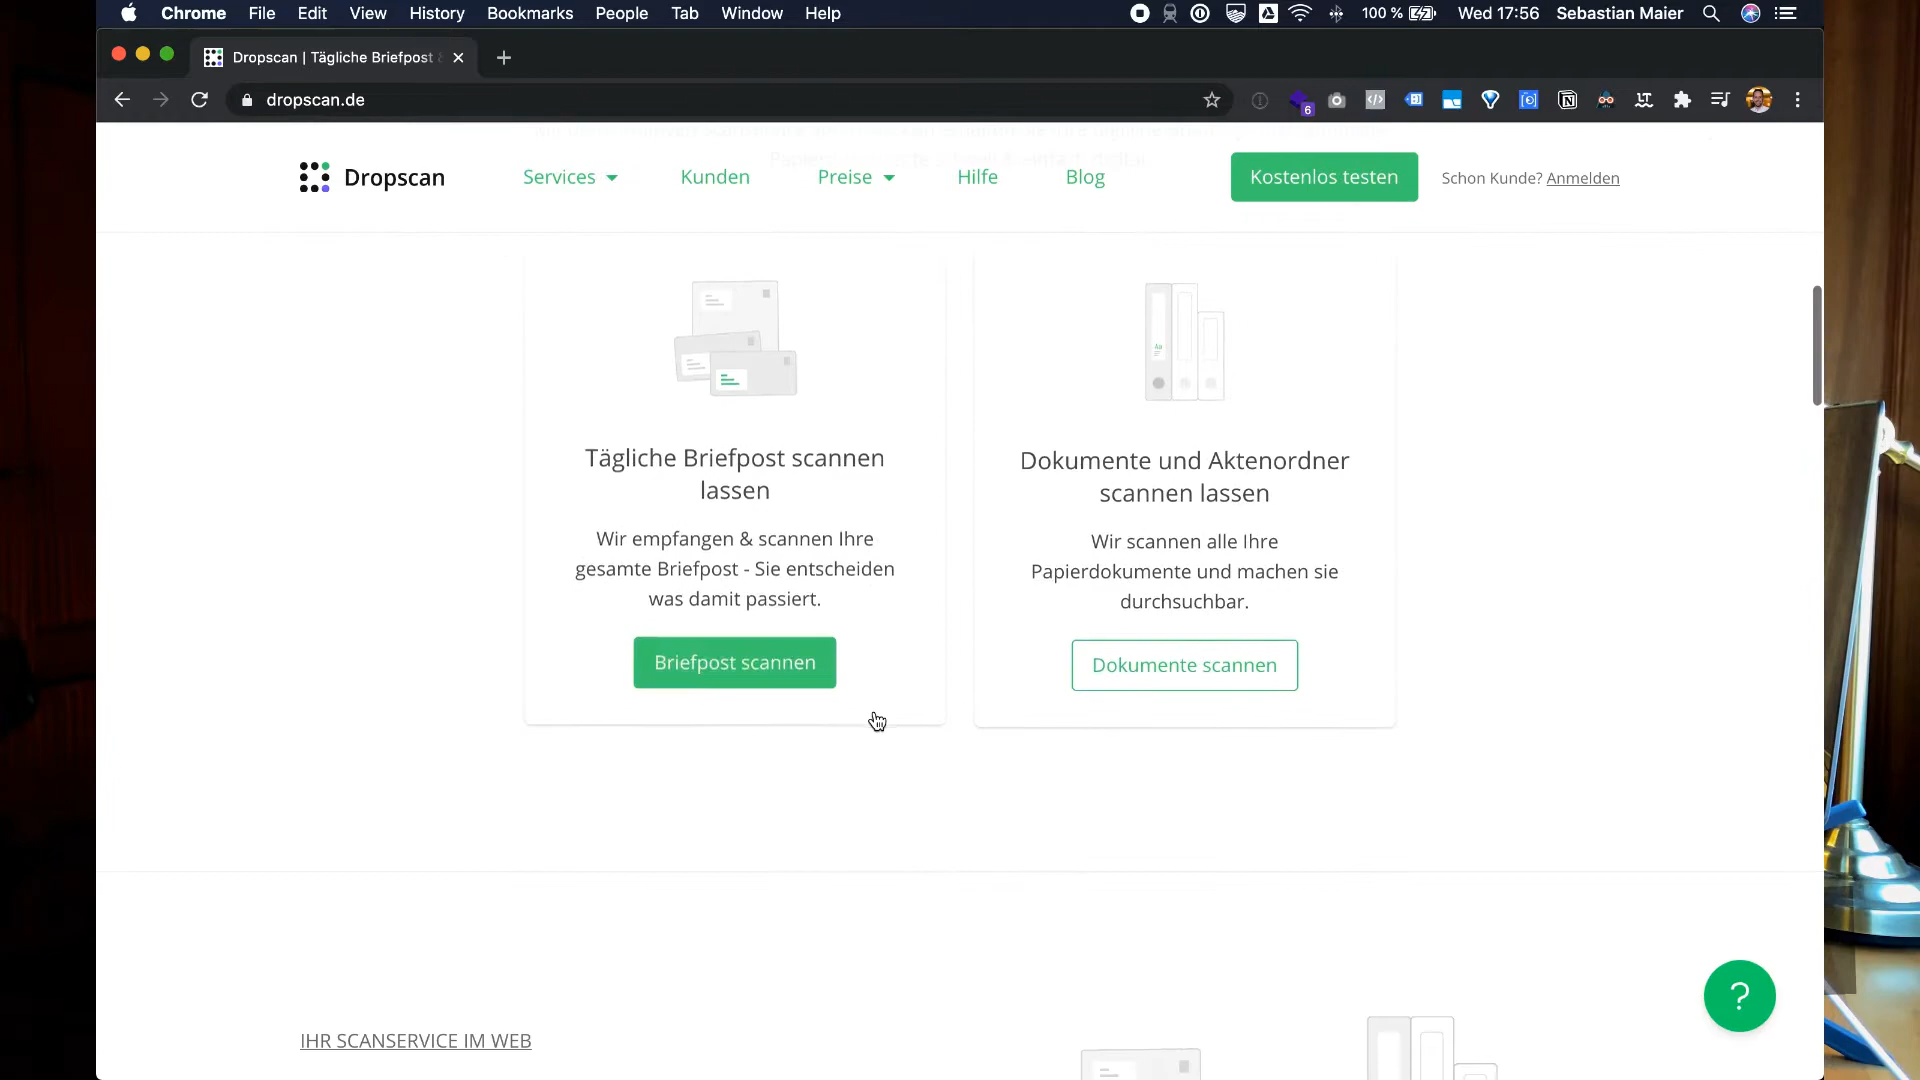 Chrome File Edit View History Bookmarks People Tab Window Help 100 % Wed 17:56 Sebastian Maier
Dropscan | Tägliche Briefpost
dropscan.de
6
Dropscan Services Kunden Preise Hilfe Blog Kostenlos testen Schon Kunde? Anmelden
Tägliche Briefpost scannen
lassen
Wir empfangen & scannen Ihre
gesamte Briefpost - Sie entscheiden
was damit passiert.
Briefpost scannen
Dokumente und Aktenordner
scannen lassen
Wir scannen alle Ihre
Papierdokumente und machen sie
durchsuchbar.
Dokumente scannen
IHR SCANSERVICE IM WEB
?